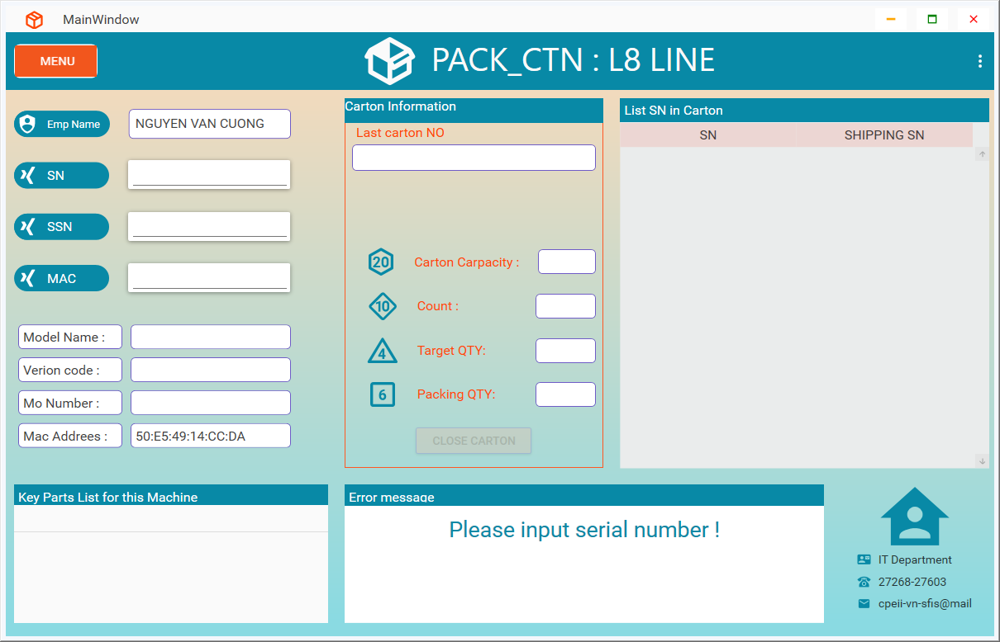 MainWindow
MENU
PACK_CTN : L8 LINE
Emp Name
NGUYEN VAN CUONG
SN
SSN
MAC
Model Name :
Verion code :
Mo Number :
Mac Addrees :
50:E5:49:14:CC:DA
Carton Information
Last carton NO
20
Carton Carpacity :
10
Count :
4
Target QTY:
6
Packing QTY:
CLOSE CARTON
List SN in Carton
SN SHIPPING SN
Key Parts List for this Machine
Error message
Please input serial number !
IT Department
27268-27603
cpeii-vn-sfis@mail